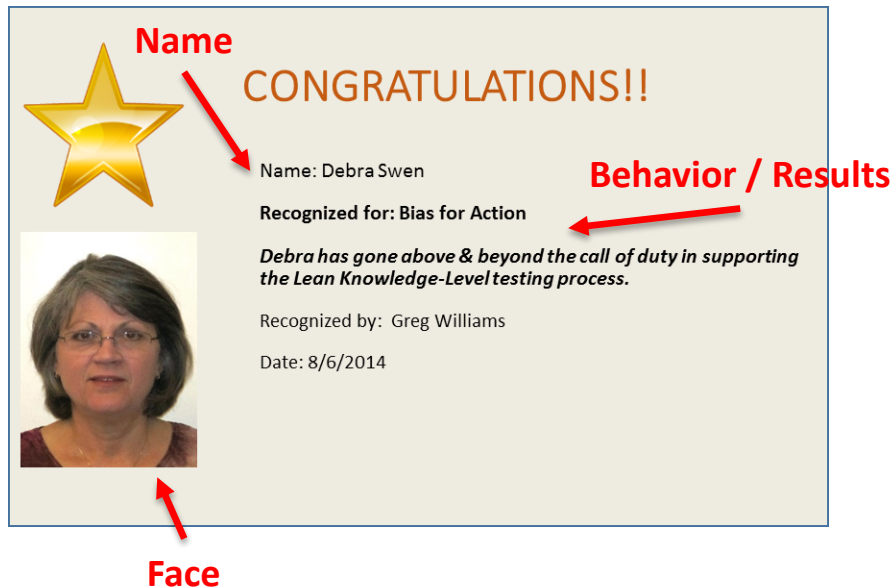 Name
CONGRATULATIONS!!
Name: Debra Swen
Behavior / Results
Recognized for: Bias for Action
Debra has gone above & beyond the call of duty in supporting
the Lean Knowledge-Level testing process.
Recognized by: Greg Williams
Date: 8/6/2014
Face